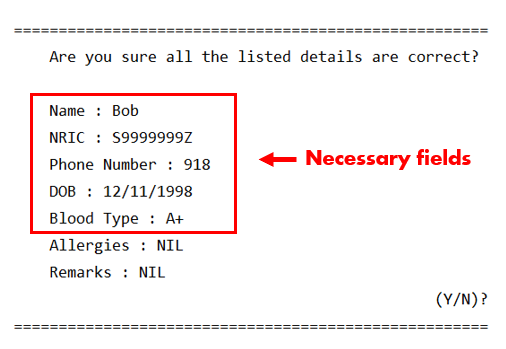 =====================================================
Are you sure all the listed details are correct?
Name : Bob
NRIC : S9999999Z
Phone Number : 918
Necessary fields
DOB : 12/11/1998
Blood Type : A+
Allergies : NIL
Remarks : NIL
(Y/N)?
=====================================================